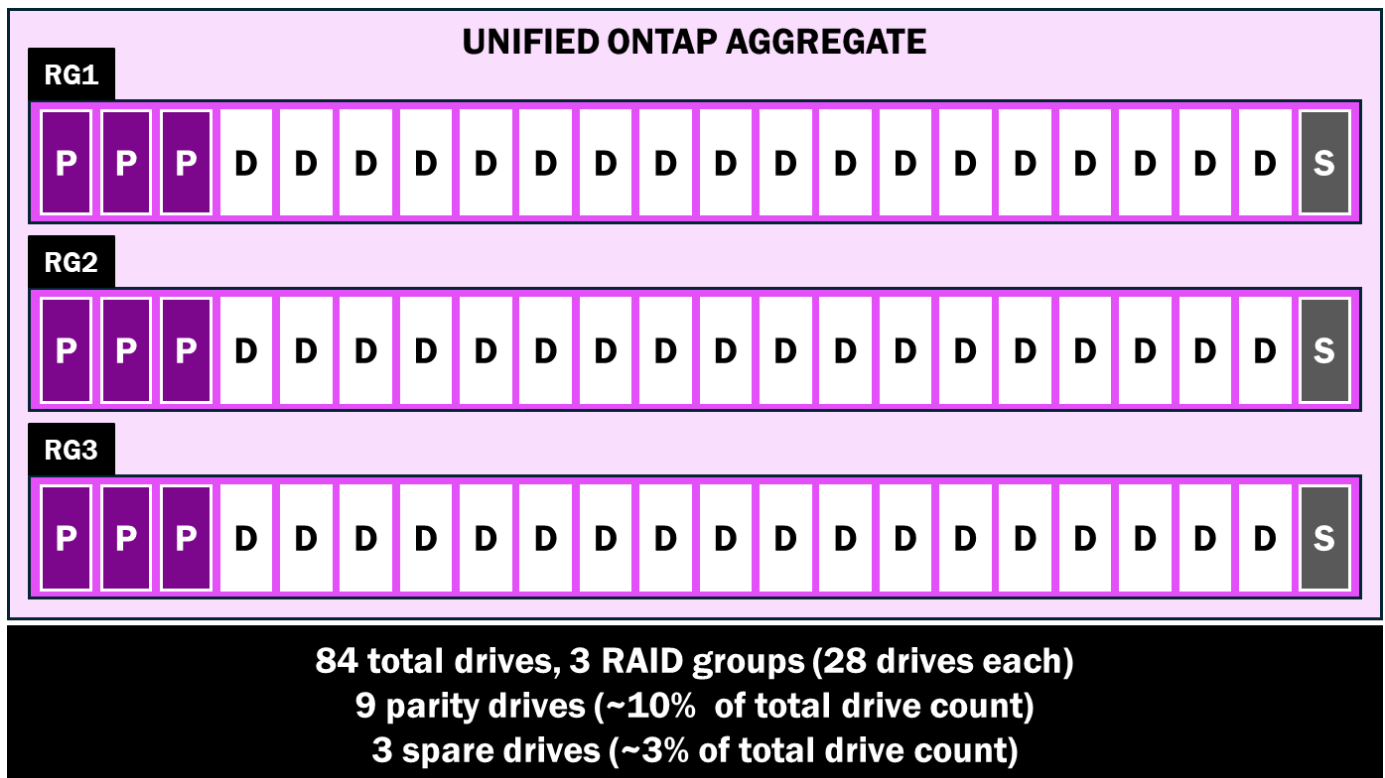 UNIFIED ONTAP AGGREGATE
RG1
P P P D D D D D D D D D D D D D D D D D D S
RG2
P P P D D D D D D D D D D D D D D D D D D S
RG3
P P P D D D D D D D D D D D D D D D D D D S
84 total drives, 3 RAID groups (28 drives each)
9 parity drives (~10% of total drive count)
3 spare drives (~3% of total drive count)